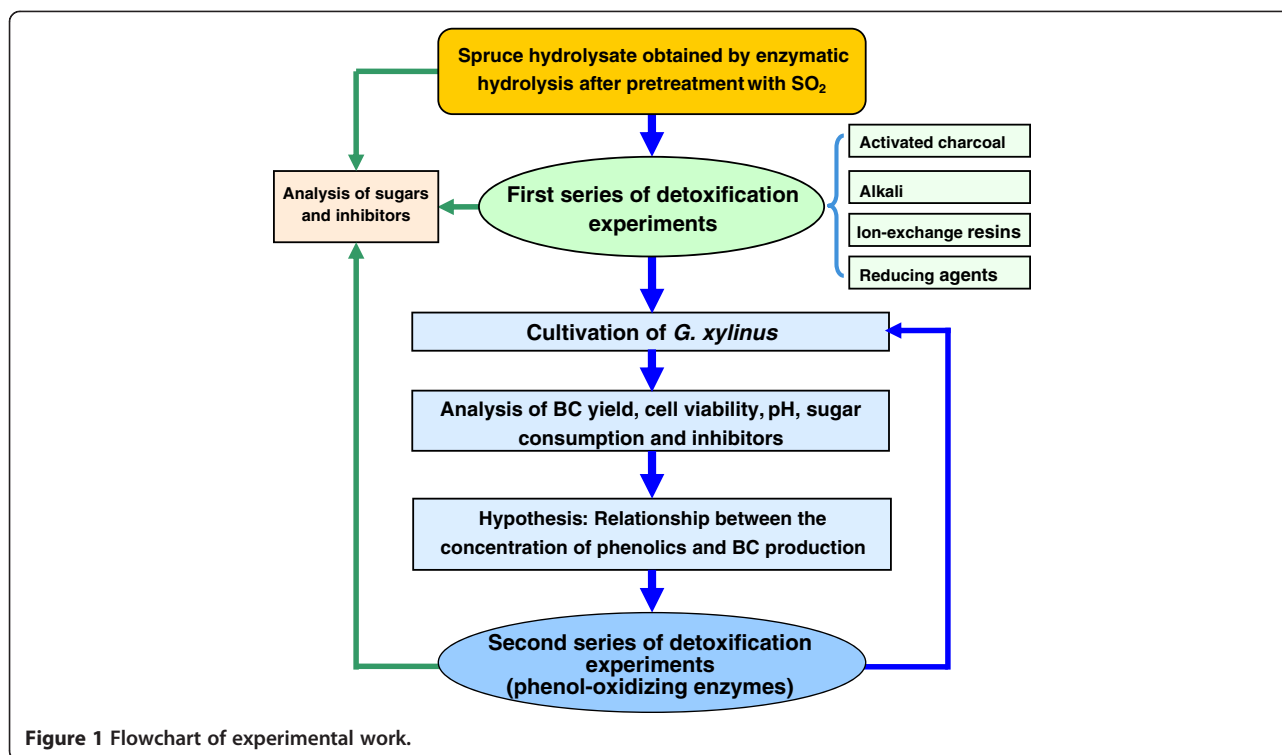 Spruce hydrolysate obtained by enzymatic
hydrolysis after pretreatment with SO₂
Activated charcoal
Alkali
Ion-exchange resins
Reducing agents
First series of detoxification
experiments
Analysis of sugars
and inhibitors
Cultivation of G. xylinus
Analysis of BC yield, cell viability, pH, sugar
consumption and inhibitors
Hypothesis: Relationship between the
concentration of phenolics and BC production
Second series of detoxification
experiments
(phenol-oxidizing enzymes)
Figure 1 Flowchart of experimental work.